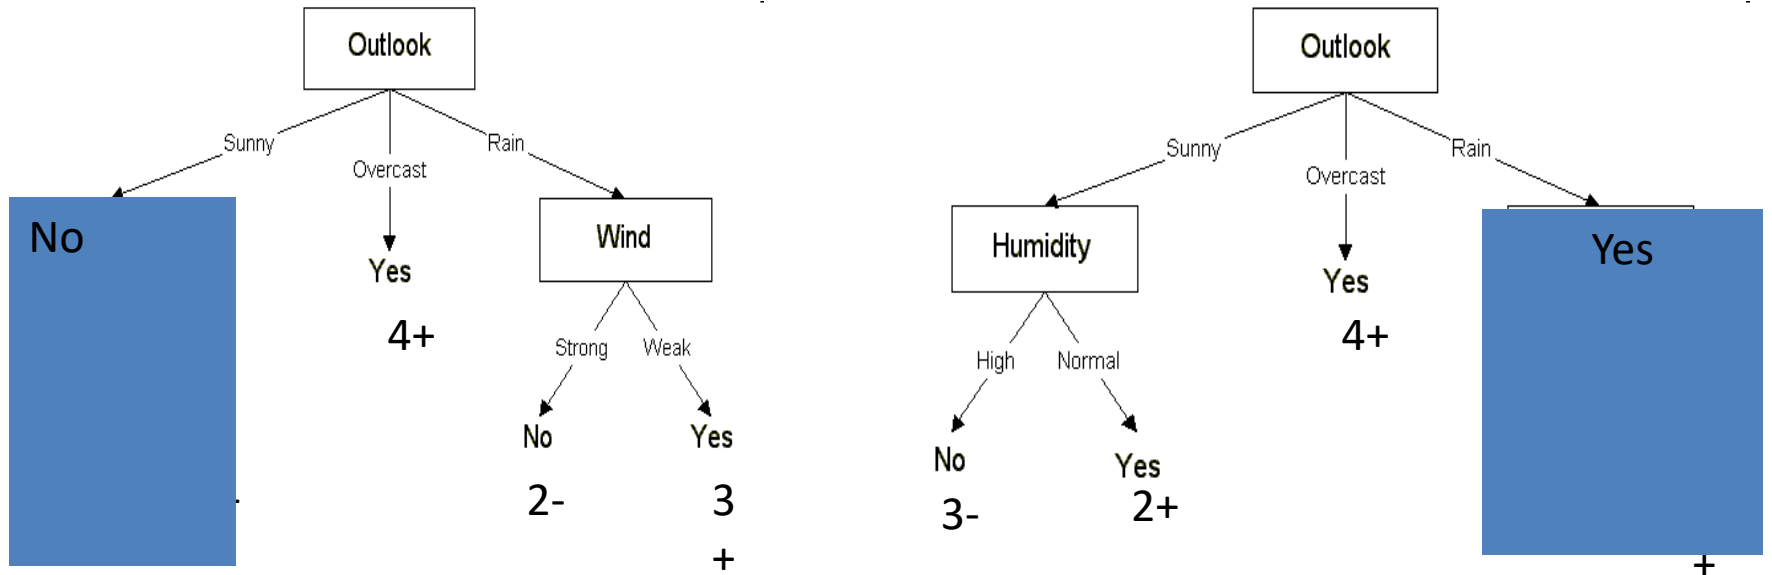 Outlook
Sunny
Overcast
Rain
No
Yes
4+
Wind
Strong
Weak
No
2-
Yes
3
+
Outlook
Sunny
Overcast
Rain
Humidity
Yes
4+
Yes
High
Normal
No
3-
Yes
2+
+